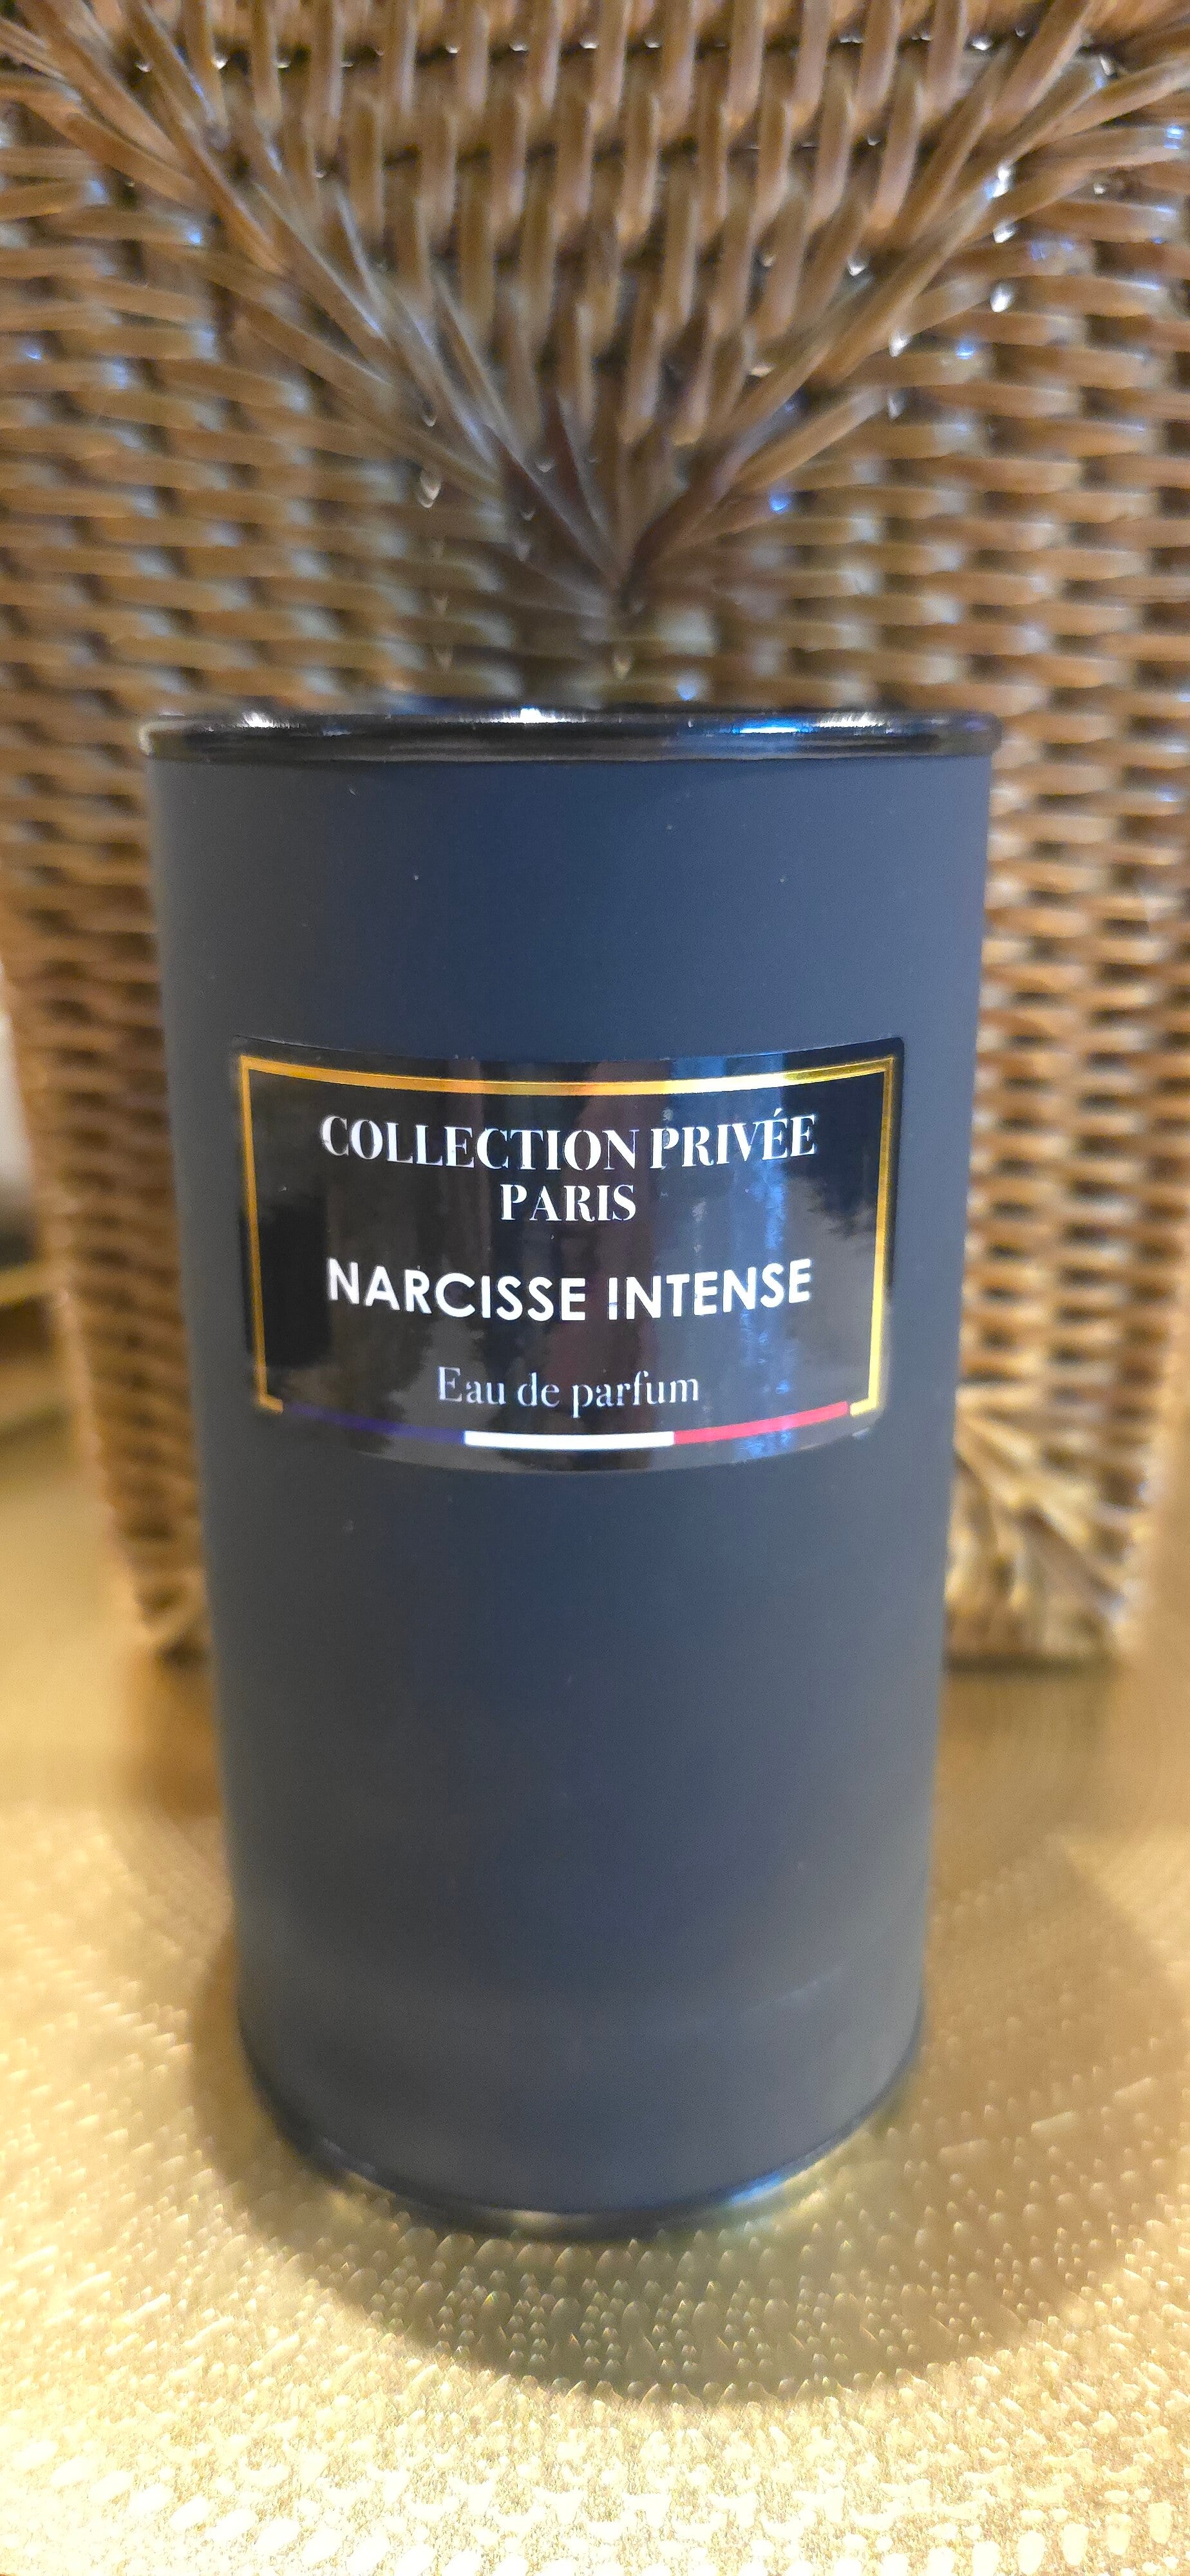 COLLECTION PRIVÉE
PARIS
NARCISSE INTENSE
Eau de parfum